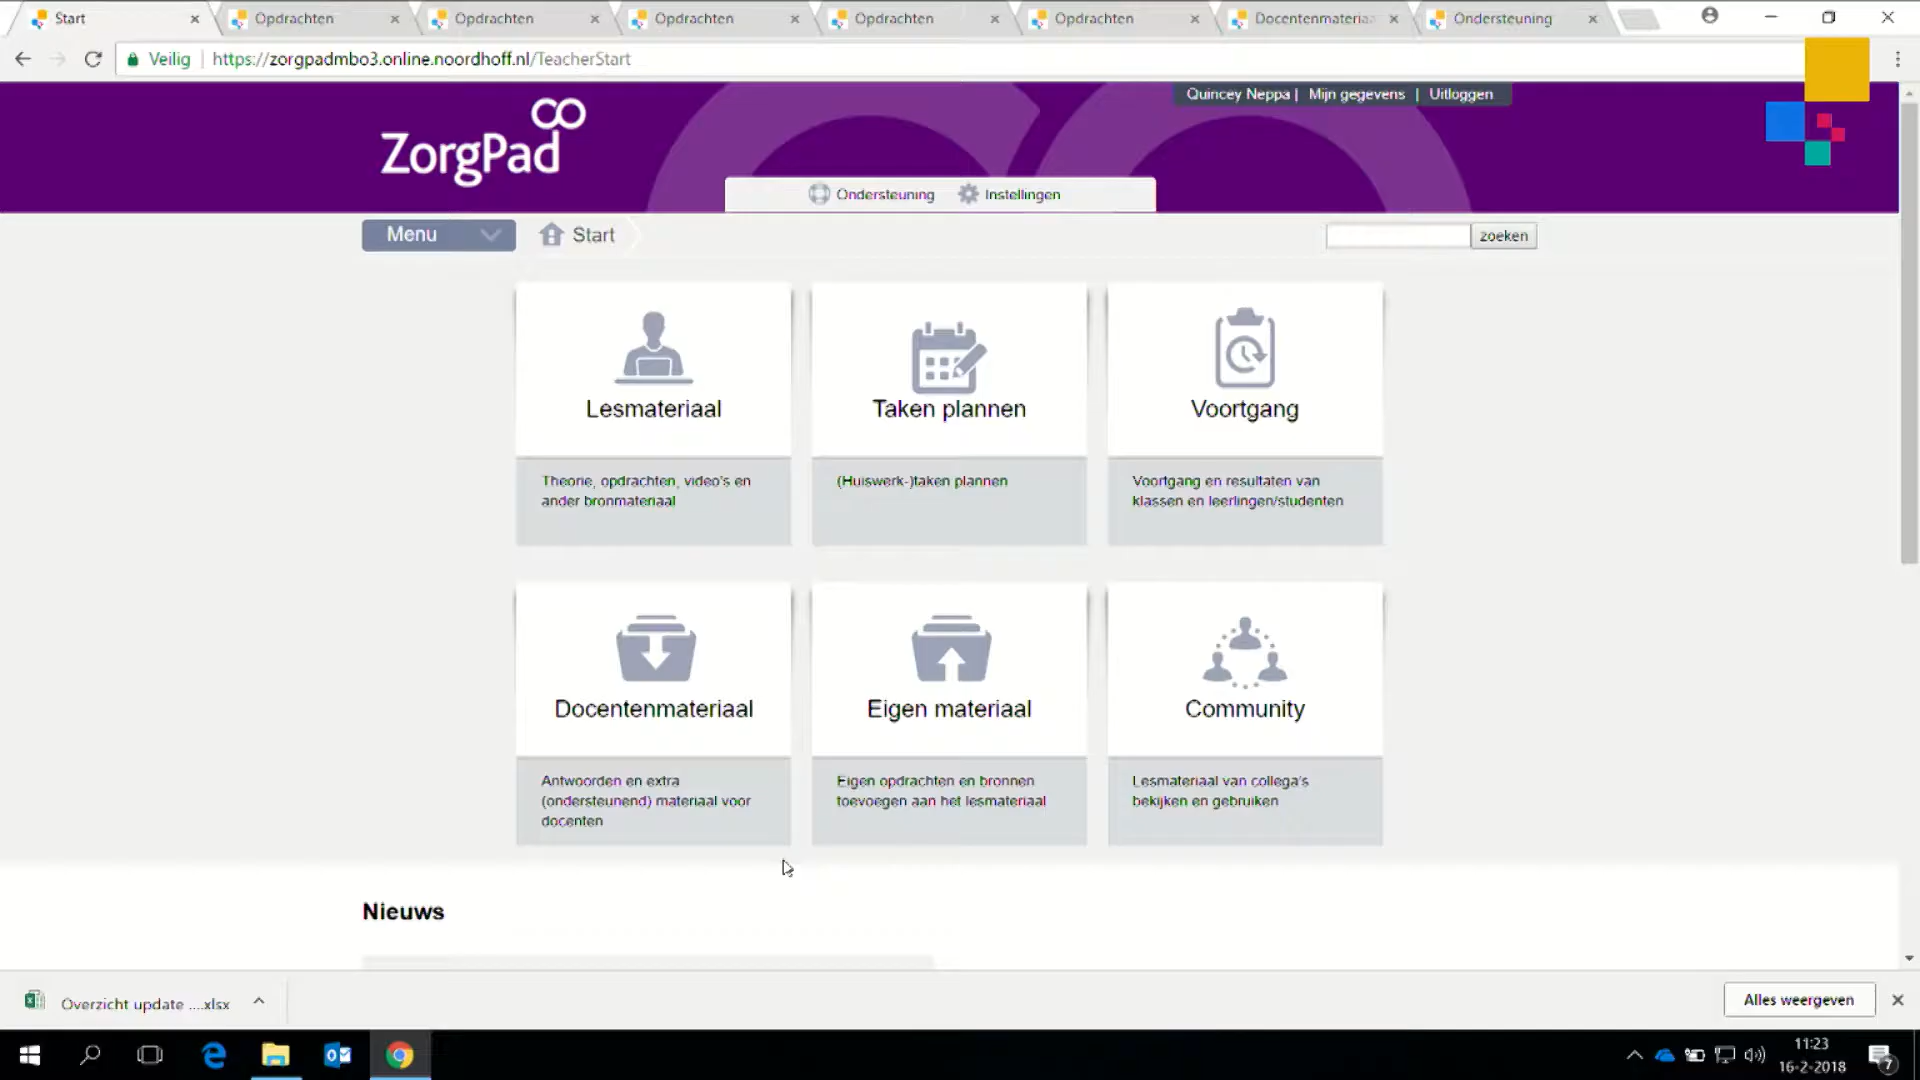 Start
Opdrachten
Opdrachten
Opdrachten
Opdrachten
Opdrachten
Docentenmateria
Ondersteuning
Veilig
https://zorgpadmbo3.online.noordhoff.nl/TeacherStart
Quincey Neppa | Mijn gegevens | Uitloggen
ZorgPad
Ondersteuning
Instellingen
Menu
Start
zoeken
Lesmateriaal
Theorie, opdrachten, video's en
ander bronmateriaal
Taken plannen
(Huiswerk-)taken plannen
Voortgang
Voortgang en resultaten van
klassen en leerlingen/studenten
Docentenmateriaal
Antwoorden en extra
(ondersteunend) materiaal voor
docenten
Eigen materiaal
Eigen opdrachten en bronnen
toevoegen aan het lesmateriaal
Community
Lesmateriaal van collega's
bekijken en gebruiken
Nieuws
Overzicht update ....xlsx
Alles weergeven
11:23
16-2-2018
7